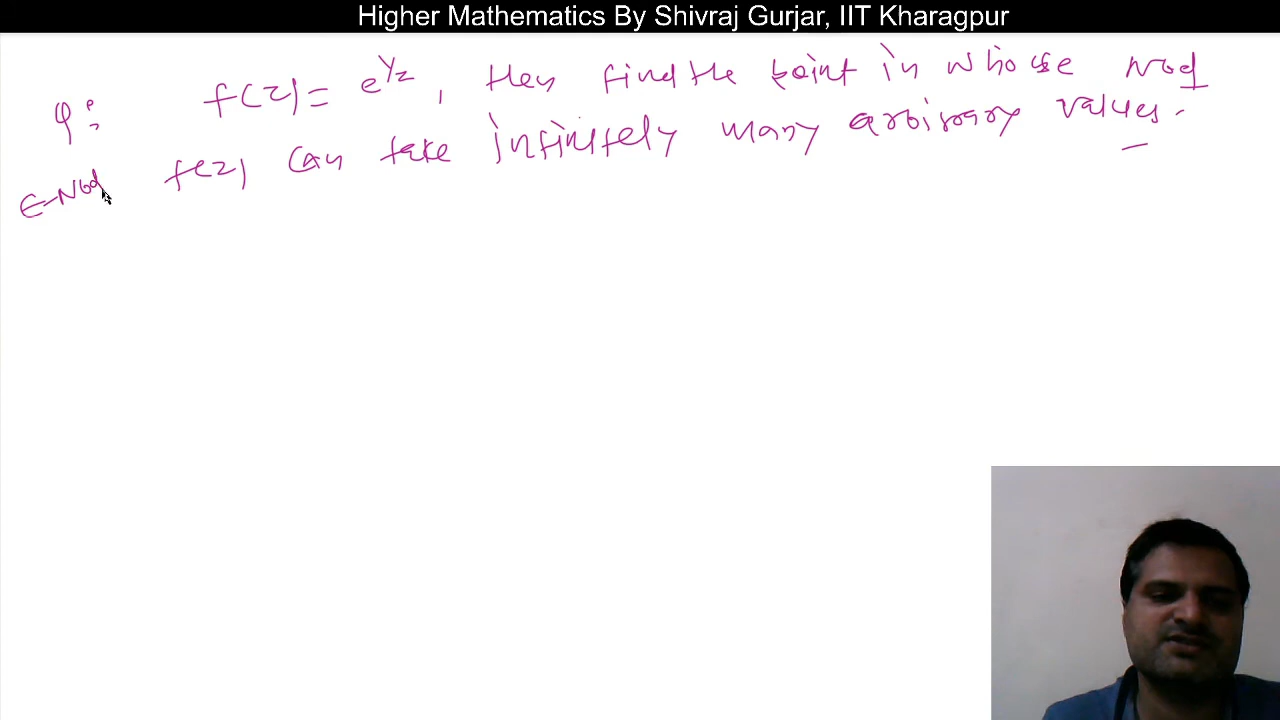 Higher Mathematics By Shivraj Gurjar, IIT Kharagpur
Q: f(z) = e^1/z, then find the point in whose Nbd
f(z) can take infinitely many arbirary values.
ε-Nbd